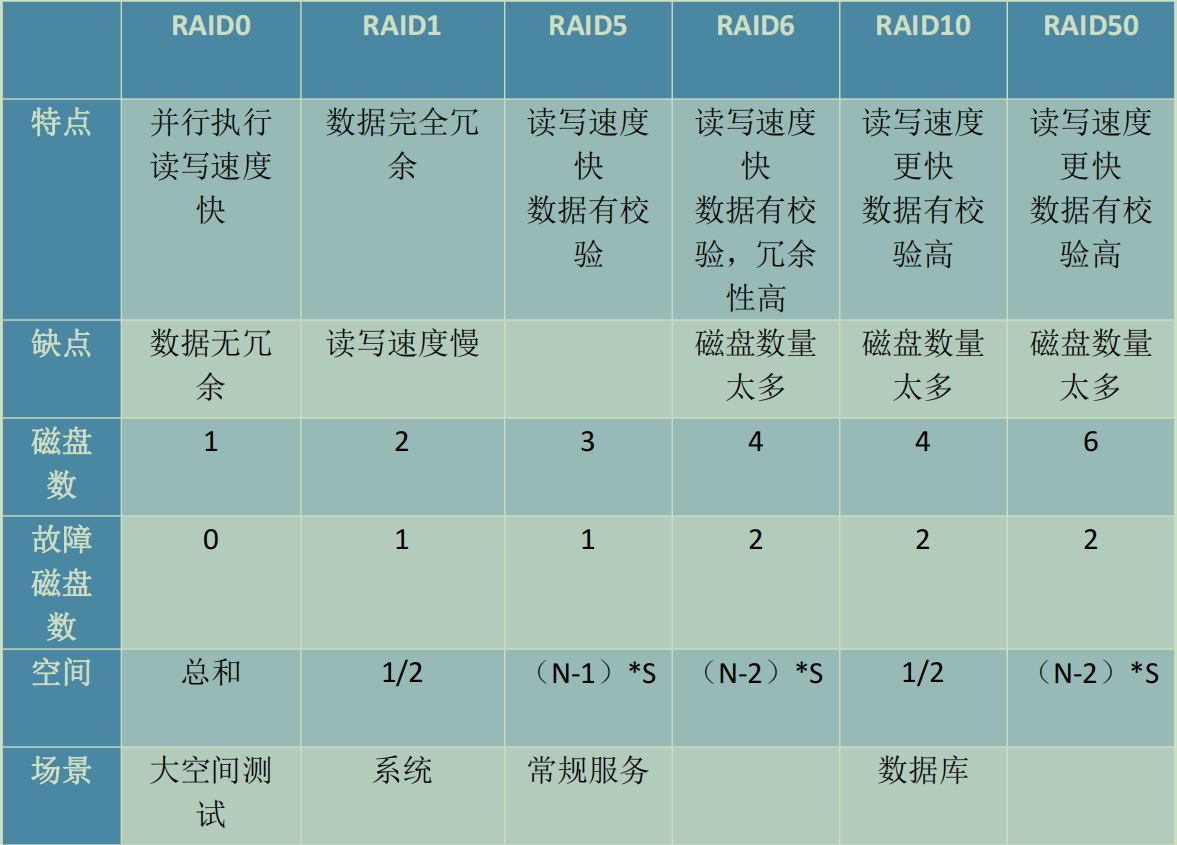 RAID0 RAID1 RAID5 RAID6 RAID10 RAID50
特点
并行执行
读写速度
快
数据完全冗
余
读写速度
快
数据有校
验
读写速度
快
数据有校
验，冗余
性高
读写速度
更快
数据有校
验高
读写速度
更快
数据有校
验高
缺点
数据无冗
余
读写速度慢
磁盘数量
太多
磁盘数量
太多
磁盘数量
太多
磁盘
数
1 2 3 4 4 6
故障
磁盘
数
0 1 1 2 2 2
空间 总和 1/2 （N-1）*S （N-2）*S 1/2 （N-2）*S
场景
大空间测
试
系统
常规服务
数据库